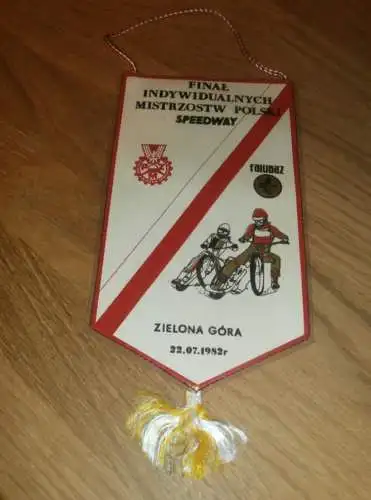 FINAŁ
INDYWIDUALNYCH
MISTRZOSTW POLSKI
SPEEDWAY
FALUBAZ
ZIELONA GÓRA
22.07.1982r